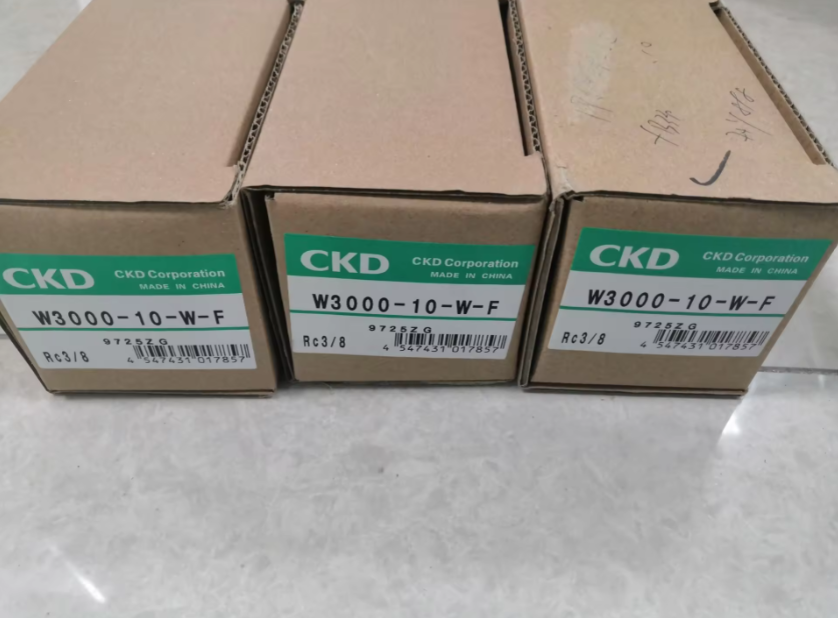 CKD CKD Corporation
MADE IN CHINA
W3000-10-W-F
9725ZG
Rc3/8
4 547431 017857
CKD CKD Corporation
MADE IN CHINA
W3000-10-W-F
9725ZG
Rc3/8
4 547431 017857
CKD CKD Corporation
MADE IN CHINA
W3000-10-W-F
9725ZG
Rc3/8
4 547431 017857